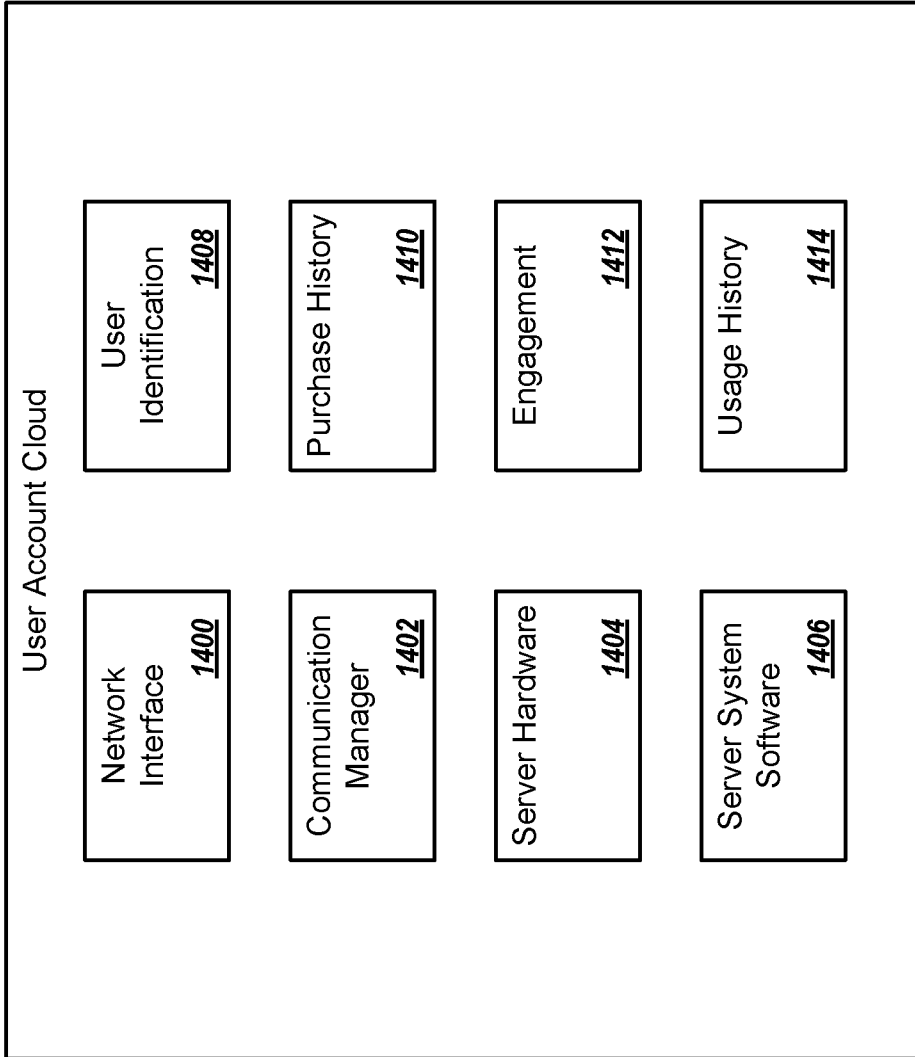 User Account Cloud
Network
Interface
1400
Communication
Manager
1402
Server Hardware
1404
Server System
Software
1406
User
Identification
1408
Purchase History
1410
Engagement
1412
Usage History
1414